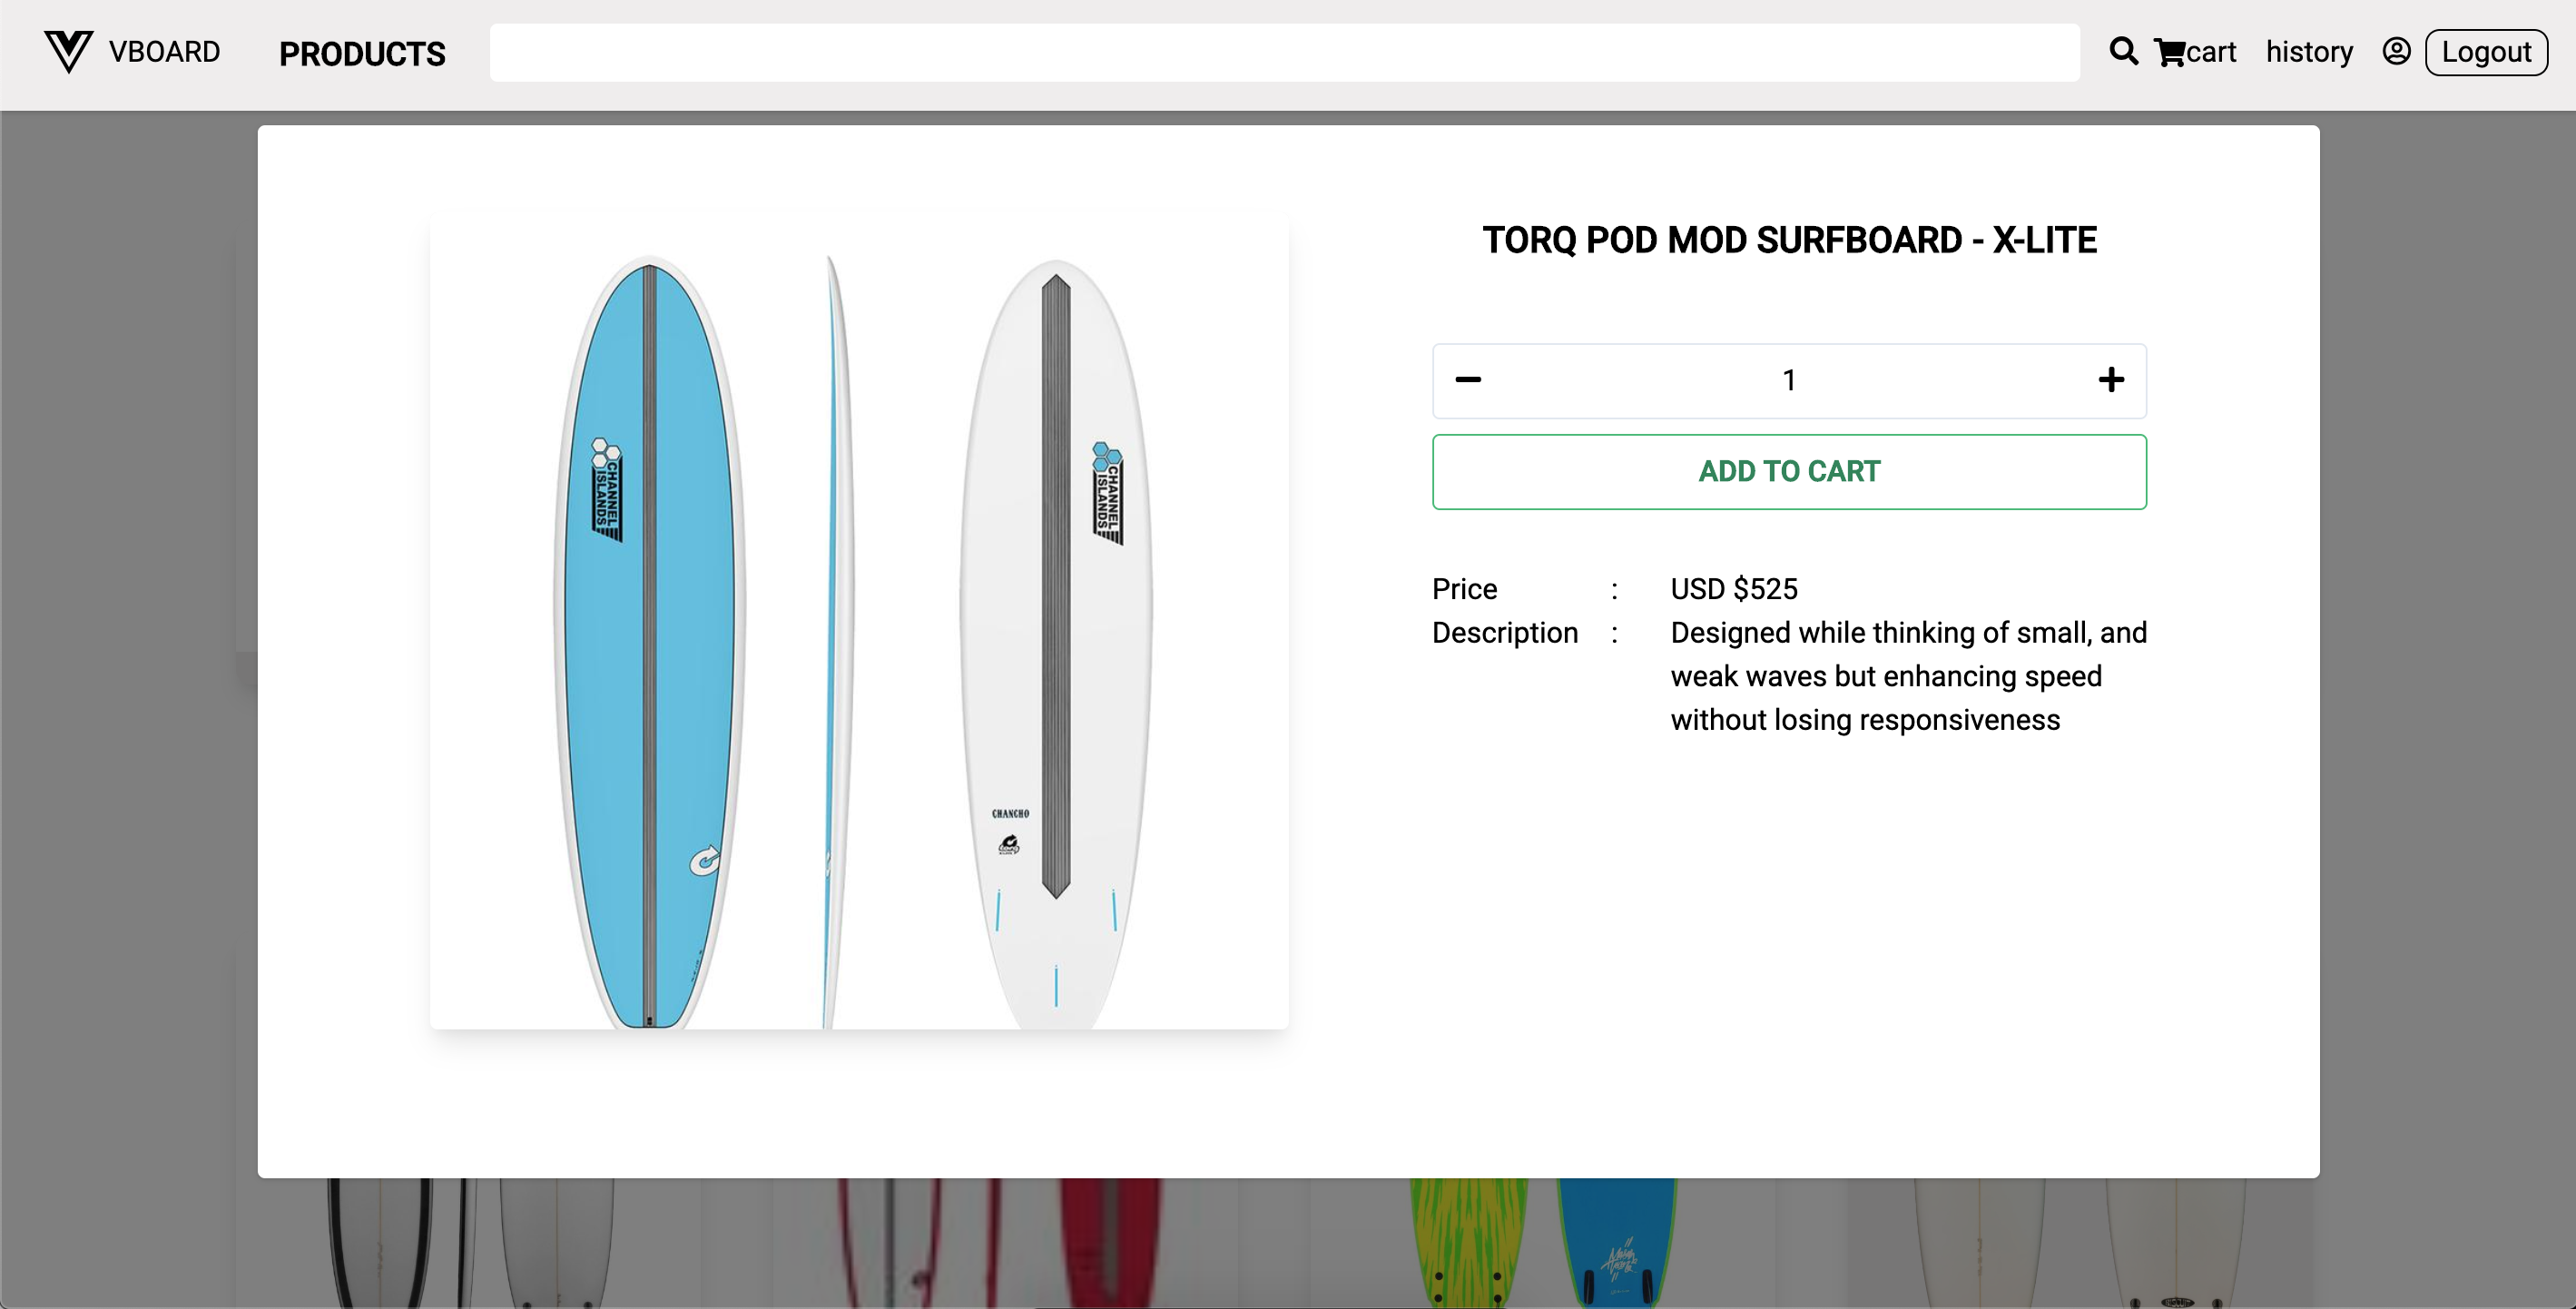 VBOARD PRODUCTS cart history Logout
TORQ POD MOD SURFBOARD - X-LITE
1
ADD TO CART
Price : USD $525
Description : Designed while thinking of small, and
weak waves but enhancing speed
without losing responsiveness
CHANNEL
ISLANDS
CHANNEL
ISLANDS
CHANCHO